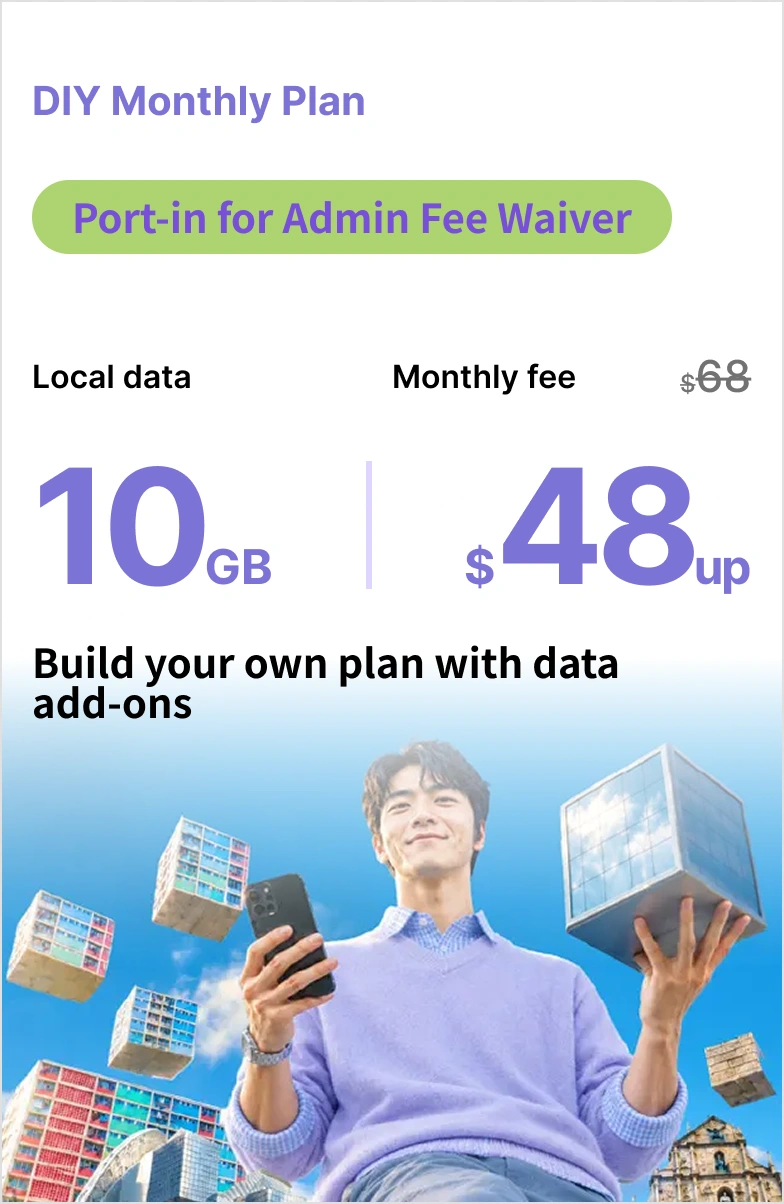 DIY Monthly Plan
Port-in for Admin Fee Waiver
Local data
Monthly fee $68
10GB
$48up
Build your own plan with data
add-ons